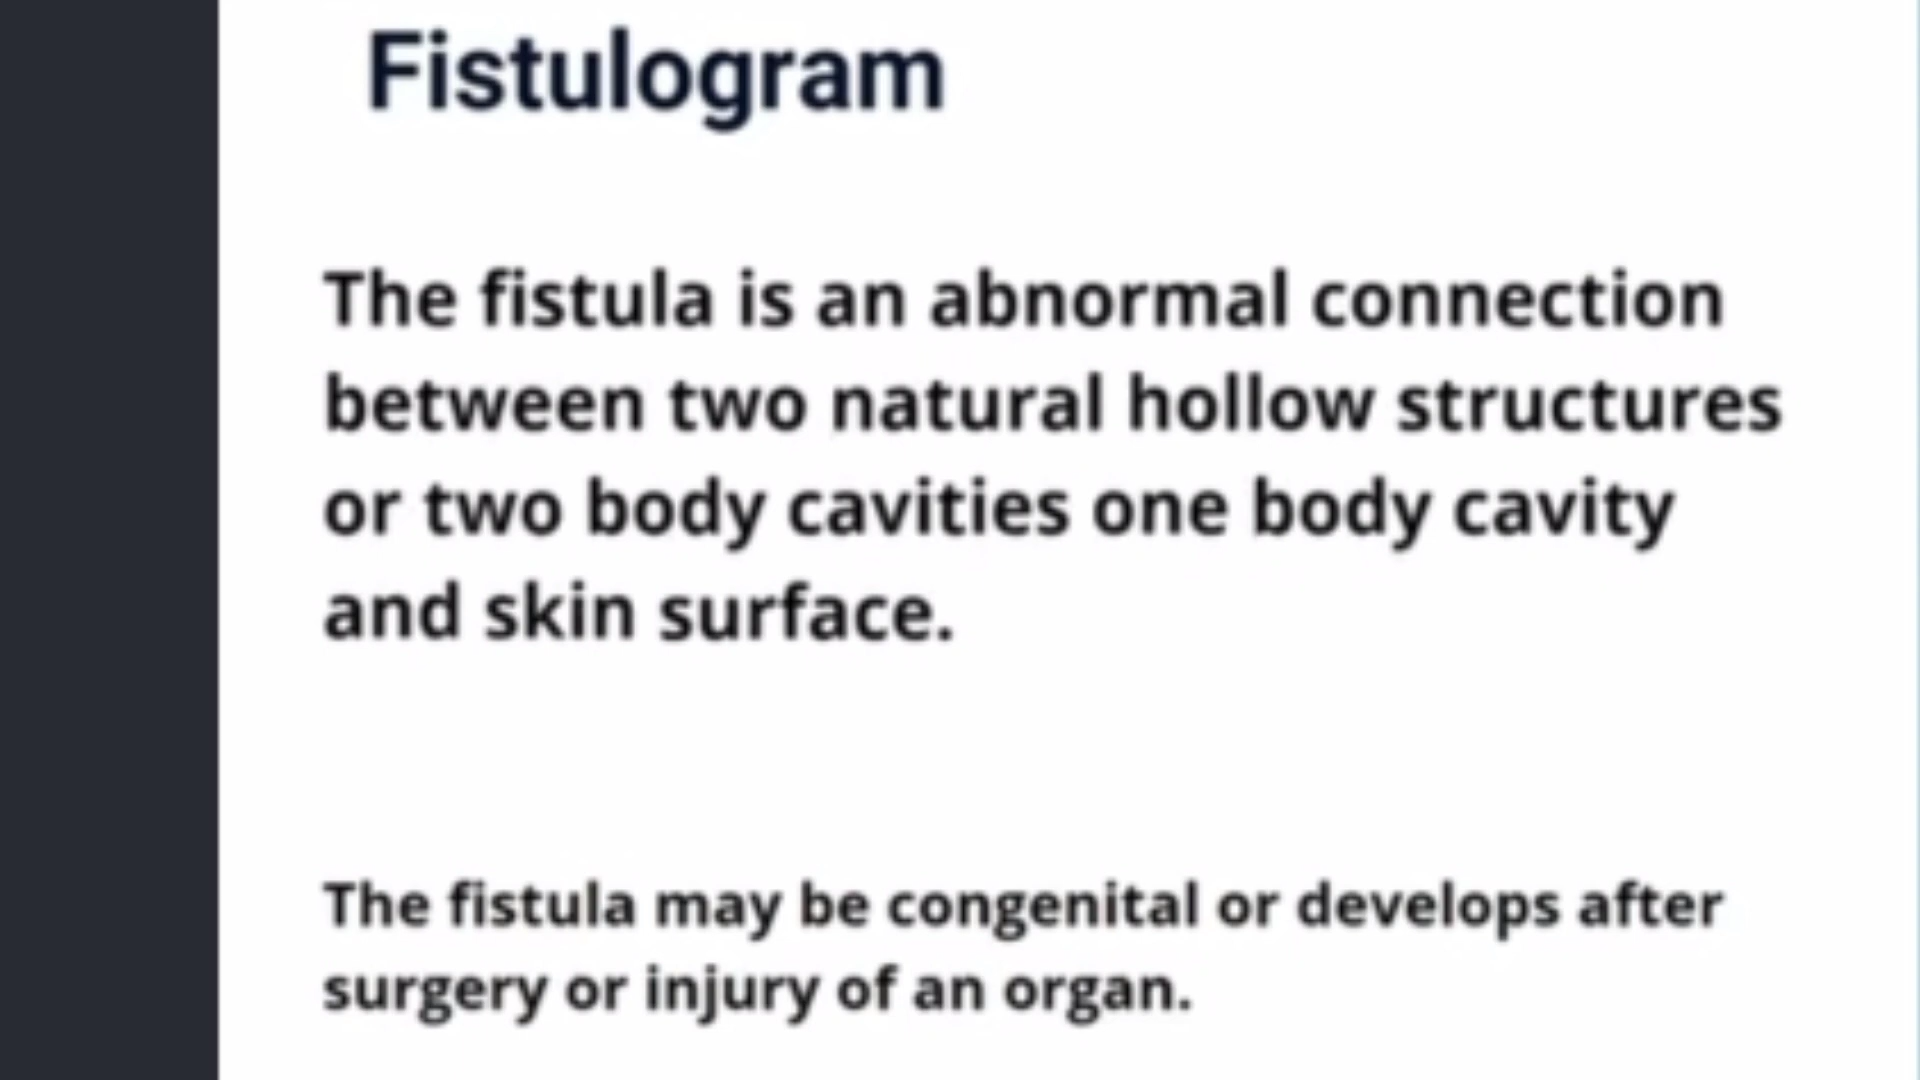 Fistulogram
The fistula is an abnormal connection
between two natural hollow structures
or two body cavities one body cavity
and skin surface.
The fistula may be congenital or develops after
surgery or injury of an organ.